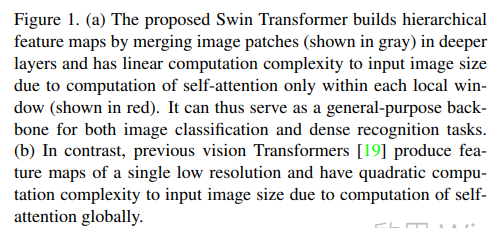 Figure 1. (a) The proposed Swin Transformer builds hierarchical
feature maps by merging image patches (shown in gray) in deeper
layers and has linear computation complexity to input image size
due to computation of self-attention only within each local win-
dow (shown in red). It can thus serve as a general-purpose back-
bone for both image classification and dense recognition tasks.
(b) In contrast, previous vision Transformers [19] produce fea-
ture maps of a single low resolution and have quadratic compu-
tation complexity to input image size due to computation of self-
attention globally.